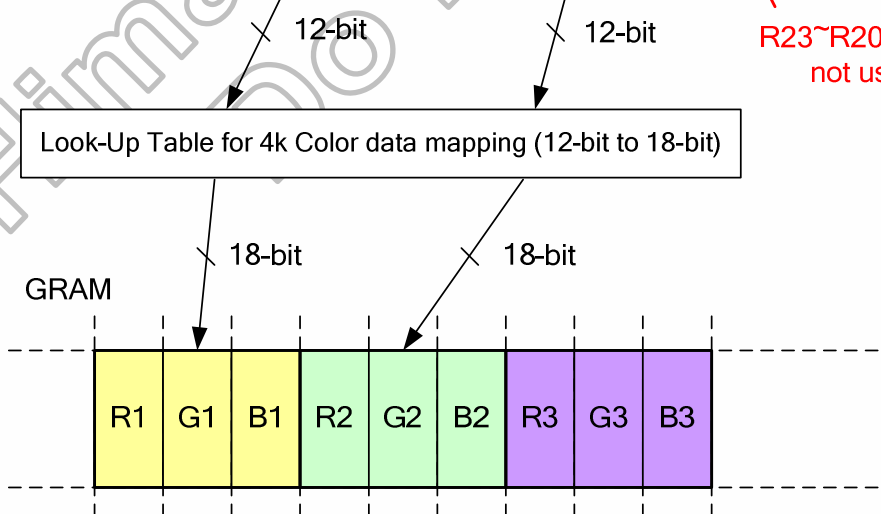 12-bit
12-bit
R23~R20
not us
Look-Up Table for 4k Color data mapping (12-bit to 18-bit)
18-bit
18-bit
GRAM
R1 G1 B1 R2 G2 B2 R3 G3 B3